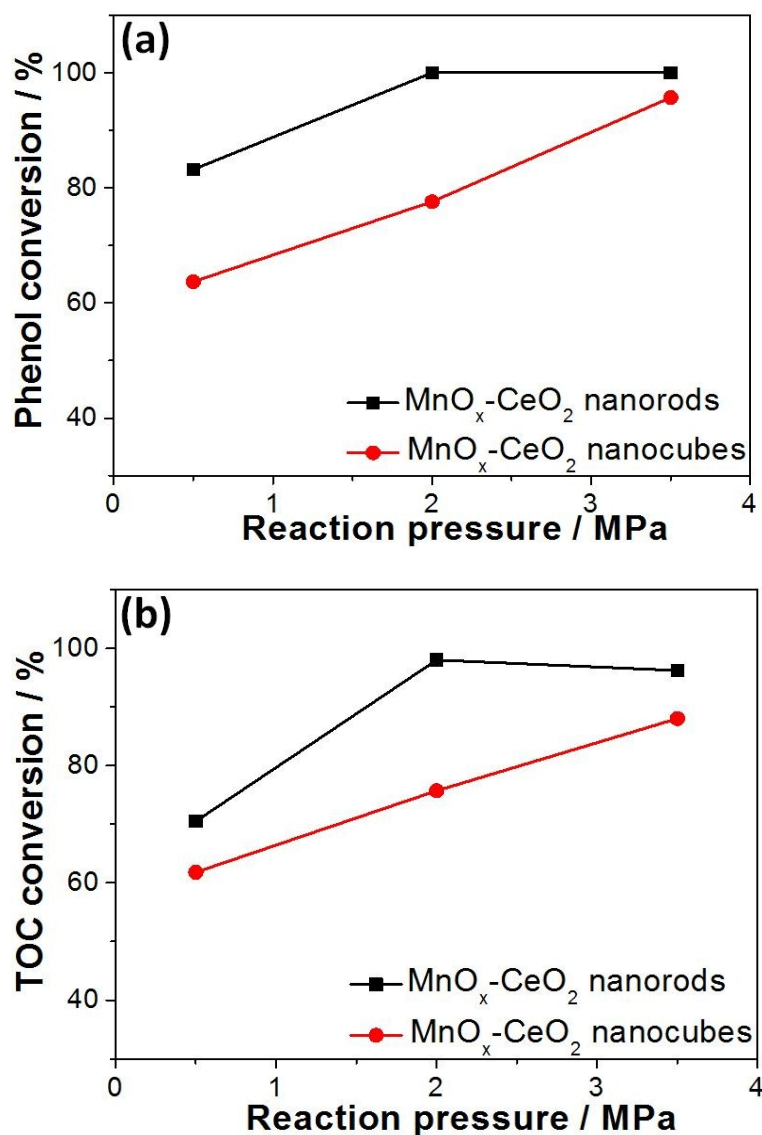 (a)
Phenol conversion / %
100
80
60
40
MnOx-CeO2 nanorods
MnOx-CeO2 nanocubes
0 1 2 3 4
Reaction pressure / MPa
(b)
TOC conversion / %
100
80
60
40
MnOx-CeO2 nanorods
MnOx-CeO2 nanocubes
0 1 2 3 4
Reaction pressure / MPa